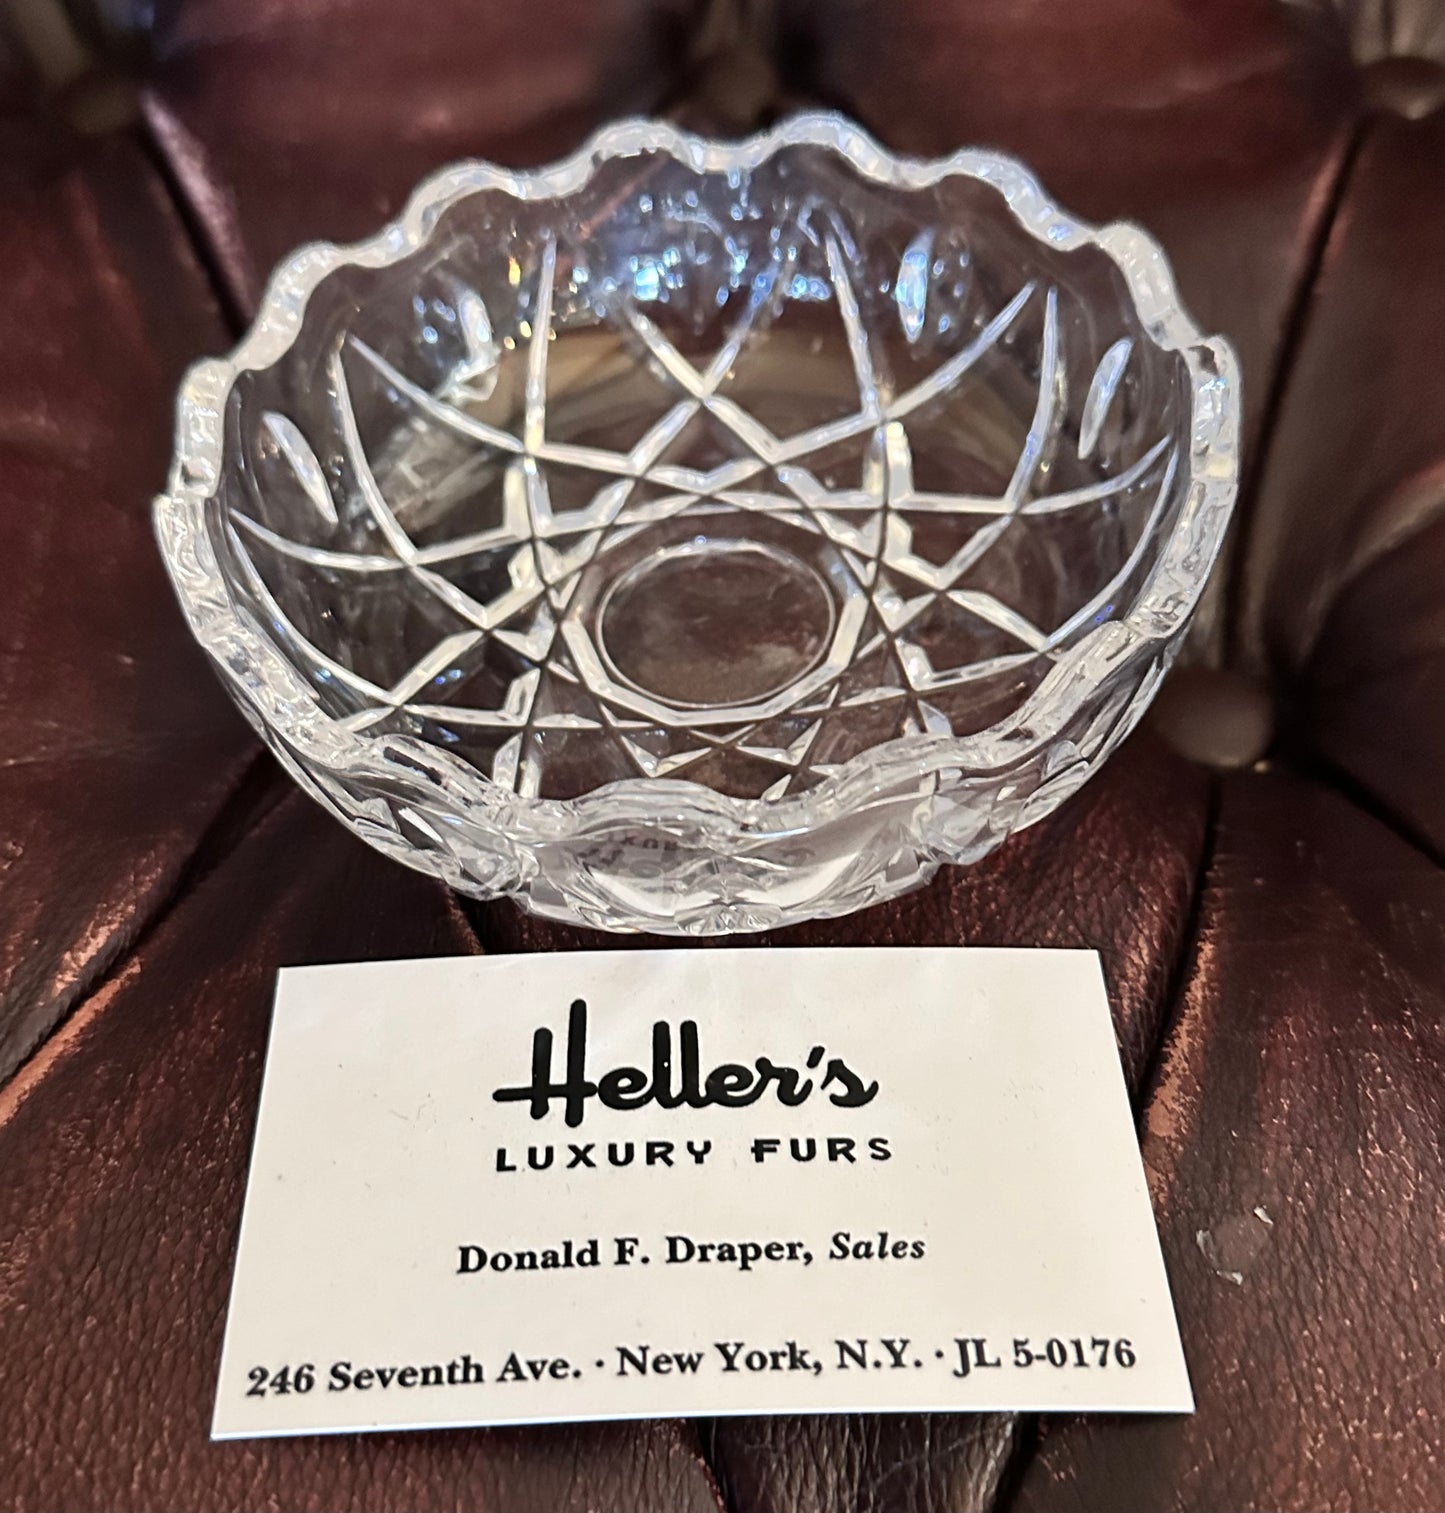 Heller's
LUXURY FURS
Donald F. Draper, Sales
246 Seventh Ave. · New York, N.Y. · JL 5-0176